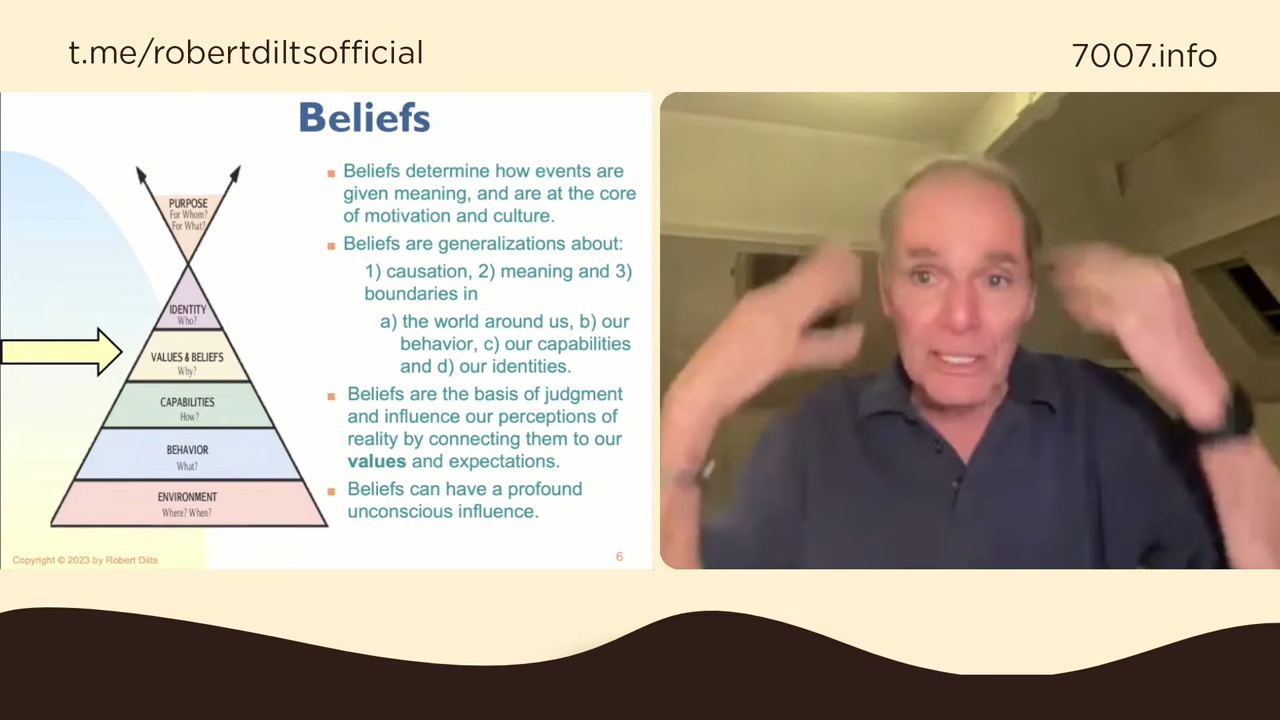 t.me/robertdiltsofficial
7007.info
Beliefs
PURPOSE
For Whom?
For What?
IDENTITY
Who?
VALUES & BELIEFS
Why?
CAPABILITIES
How?
BEHAVIOR
What?
ENVIRONMENT
Where? When?
Beliefs determine how events are
given meaning, and are at the core
of motivation and culture.
Beliefs are generalizations about:
1) causation, 2) meaning and 3)
boundaries in
a) the world around us, b) our
behavior, c) our capabilities
and d) our identities.
Beliefs are the basis of judgment
and influence our perceptions of
reality by connecting them to our
values and expectations.
Beliefs can have a profound
unconscious influence.
Copyright © 2023 by Robert Dilts
6